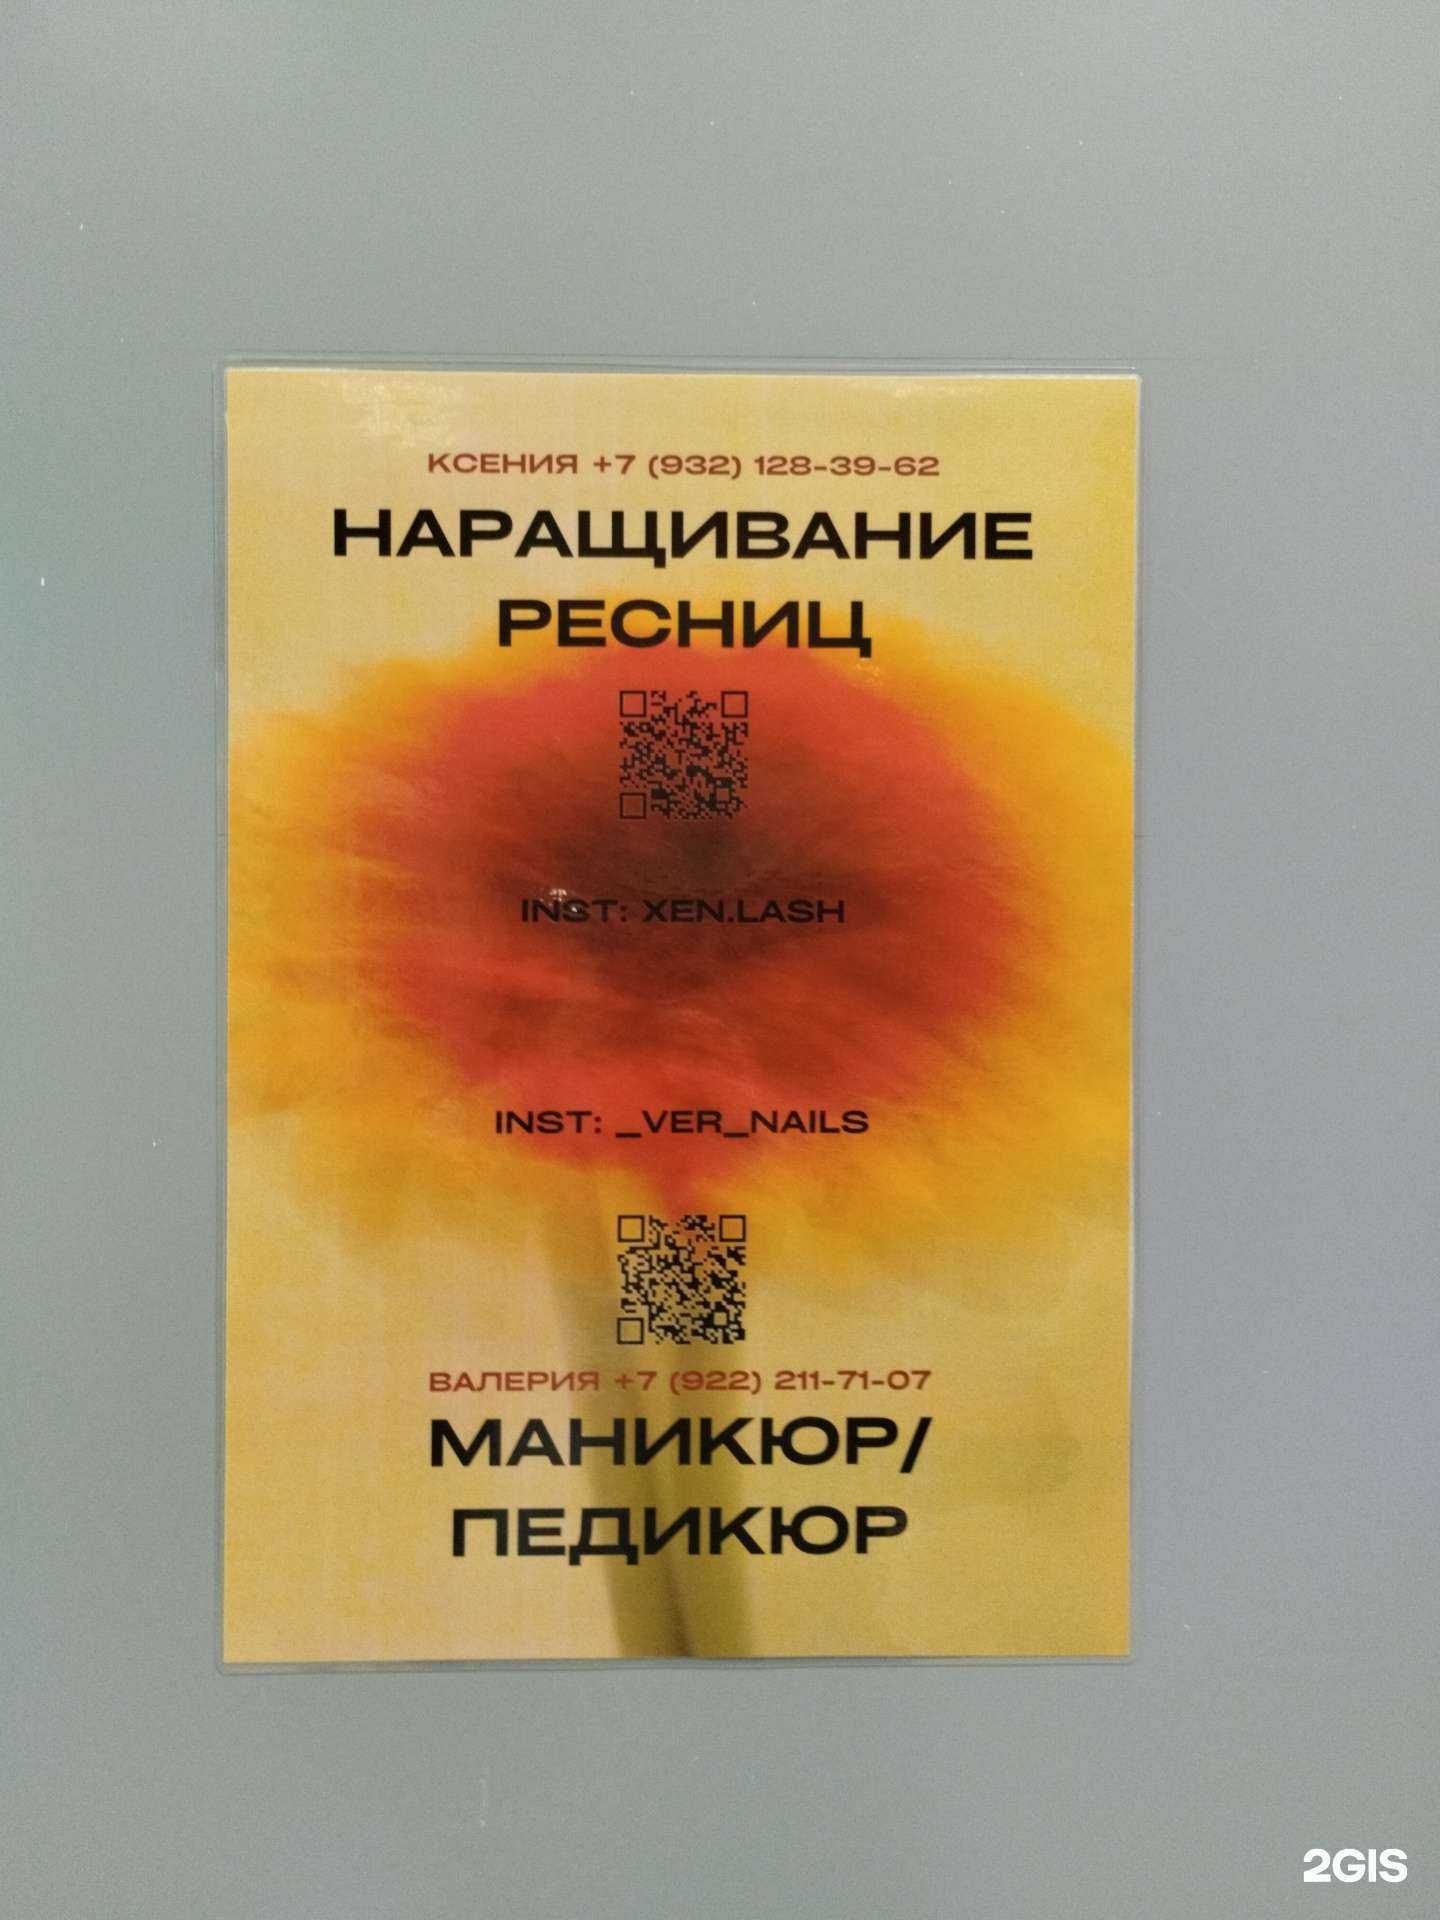 КСЕНИЯ +7 (932) 128-39-62
НАРАЩИВАНИЕ
РЕСНИЦ
INST: XEN.LASH
INST: _VER_NAILS
ВАЛЕРИЯ +7 (922) 211-71-07
МАНИКЮР/
ПЕДИКЮР
2GIS